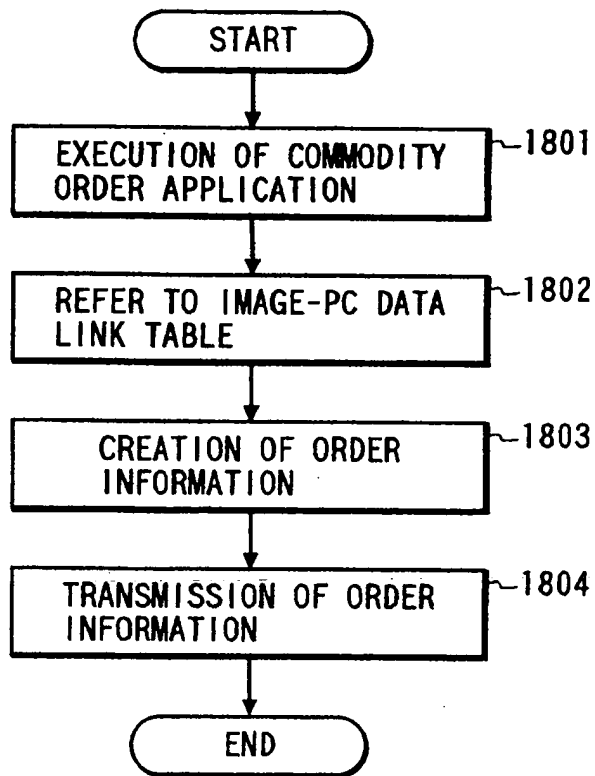 START
EXECUTION OF COMMODITY
ORDER APPLICATION
1801
REFER TO IMAGE-PC DATA
LINK TABLE
1802
CREATION OF ORDER
INFORMATION
1803
TRANSMISSION OF ORDER
INFORMATION
1804
END